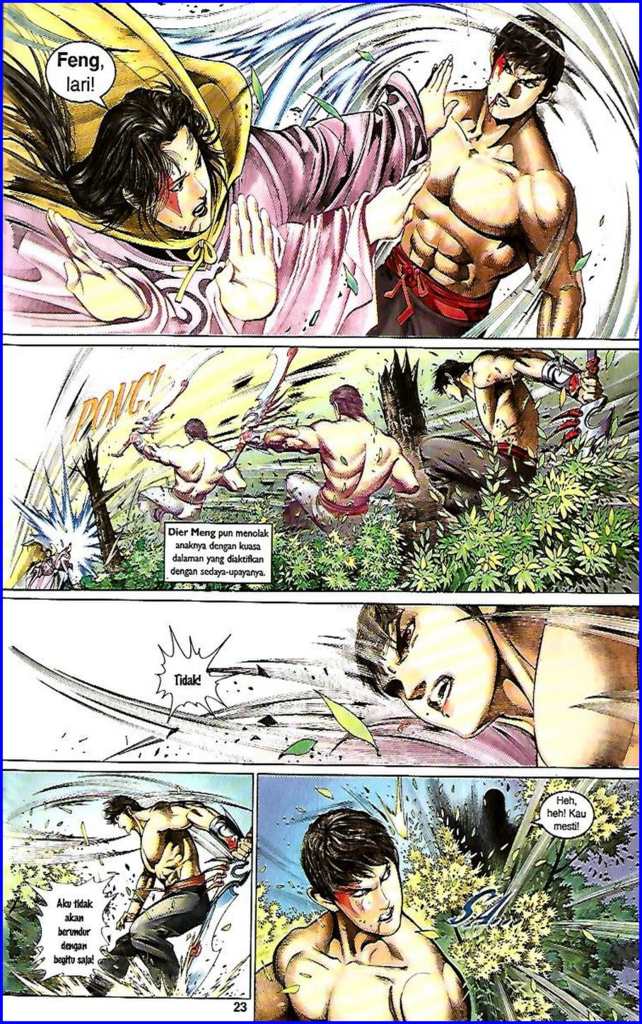 Feng,
lari!
PONG!
Dier Meng pun menolak
anaknya dengan kuasa
dalaman yang diaktifkan
dengan sedaya-upayanya.
Tidak!
Aku tidak
akan
berundur
dengan
begitu saja!
Heh,
heh! Kau
mesti!
23